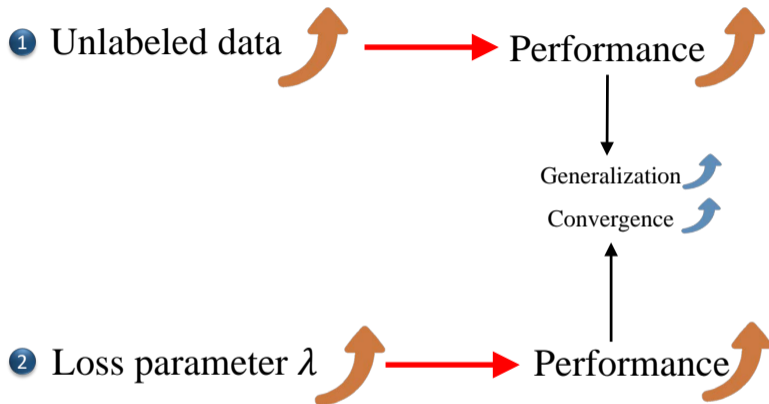 1 Unlabeled data
Performance
Generalization
Convergence
2 Loss parameter λ
Performance